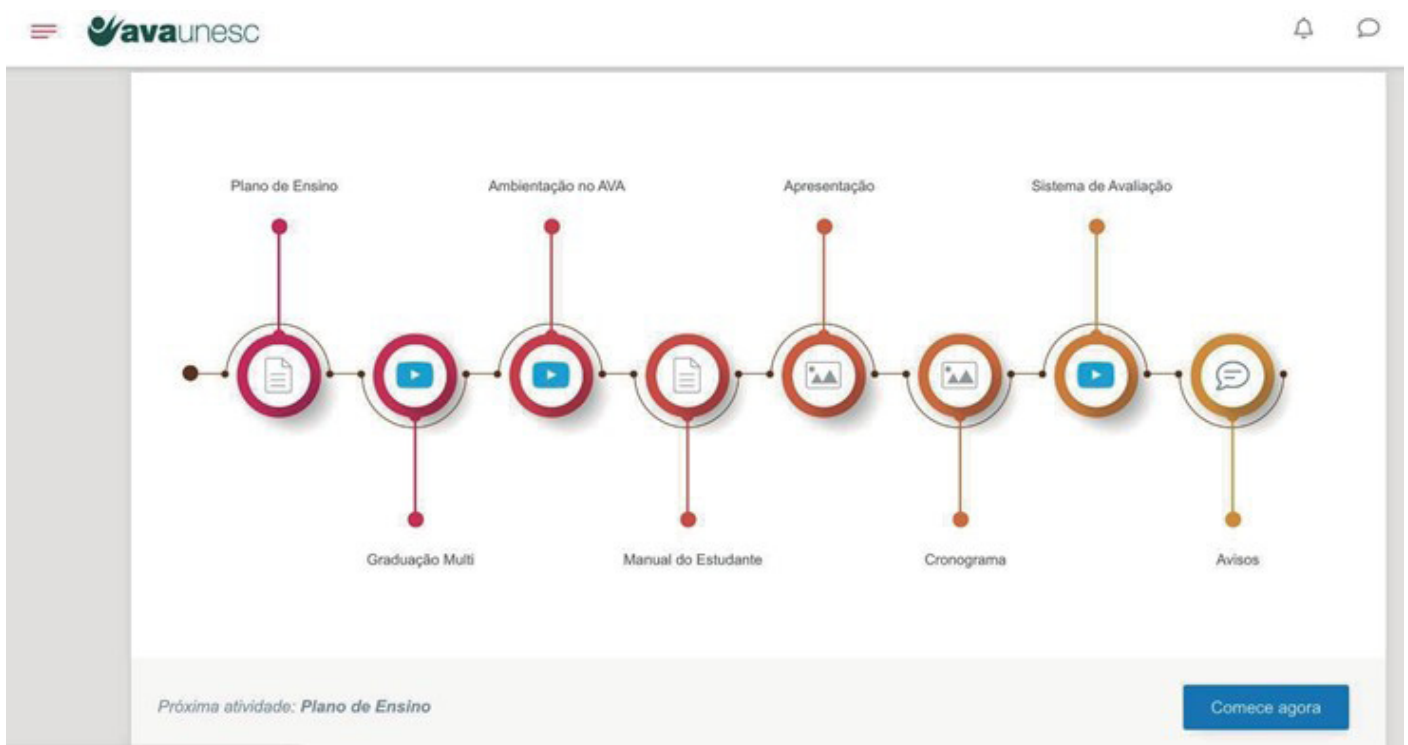 avaunesc
Plano de Ensino
Ambientação no AVA
Apresentação
Sistema de Avaliação
Graduação Multi
Manual do Estudante
Cronograma
Avisos
Próxima atividade: Plano de Ensino
Comece agora